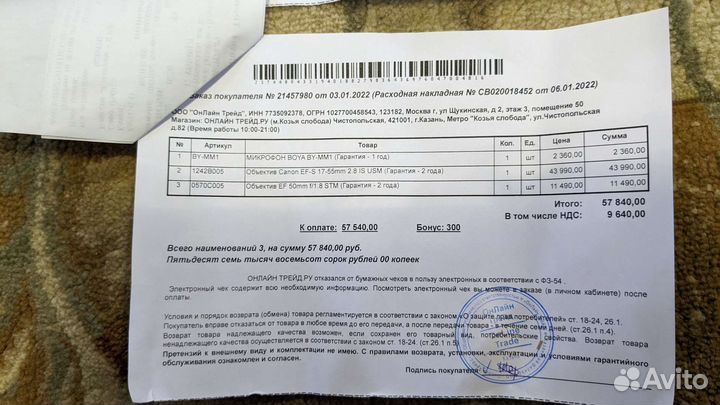 Заказ покупателя № 21457980 от 03.01.2022 (Расходная накладная № СВ020018452 от 06.01.2022)
ООО "ОнЛайн Трейд", ИНН 7735092378, ОГРН 1027700458543, 123182, Москва г, ул Щукинская, д 2, этаж 3, помещение 50
Магазин: ОНЛАЙН ТРЕЙД.РУ (м.Козья слобода) Чистопольская, 421001, г.Казань, Метро "Козья слобода", ул.Чистопольская
д.82 (Время работы 10:00-21:00)
№ Артикул Товар Кол. Ед. Цена Сумма
1 BY-MM1 МИКРОФОН BOYA BY-MM1 (Гарантия - 1 год) 1 шт 2 360,00 2 360,00
2 1242B005 Объектив Canon EF-S 17-55mm 2.8 IS USM (Гарантия - 2 года) 1 шт 43 990,00 43 990,00
3 0570C005 Объектив EF 50mm f/1.8 STM (Гарантия - 2 года) 1 шт 11 490,00 11 490,00
Итого: 57 840,00
В том числе НДС: 9 640,00
К оплате: 57 540,00 Бонус: 300
Всего наименований 3, на сумму 57 840,00 руб.
Пятьдесят семь тысяч восемьсот сорок рублей 00 копеек
ОНЛАЙН ТРЕЙД.РУ отказался от бумажных чеков в пользу электронных в соответствии с ФЗ-54 .
Электронный чек содержит всю необходимую информацию. Посмотреть электронный чек вы можете в заказе (в личном кабинете) после
оплаты.
Условия и порядок возврата (обмена) товара регламентируется в соответствии с законом «О защите прав потребителей» ст. 18-24, 26.1.
Покупатель вправе отказаться от товара в любое время до его передачи, а после передачи товара - в течение семи дней. (ст.26.1 п.4).
Возврат товара надлежащего качества возможен, если сохранен его товарный вид, потребительские свойства. Возврат товара
ненадлежащего качества осуществляется в соответствии с законом ст. 18-24, (ст.26.1 п.5).
Претензий к внешнему виду и комплектации не имею. С правилами возврата, установки, эксплуатации и условиями гарантийного
обслуживания ознакомлен и согласен.
Подпись покупателя
ОнЛайн
Трейд
Trade
Avito